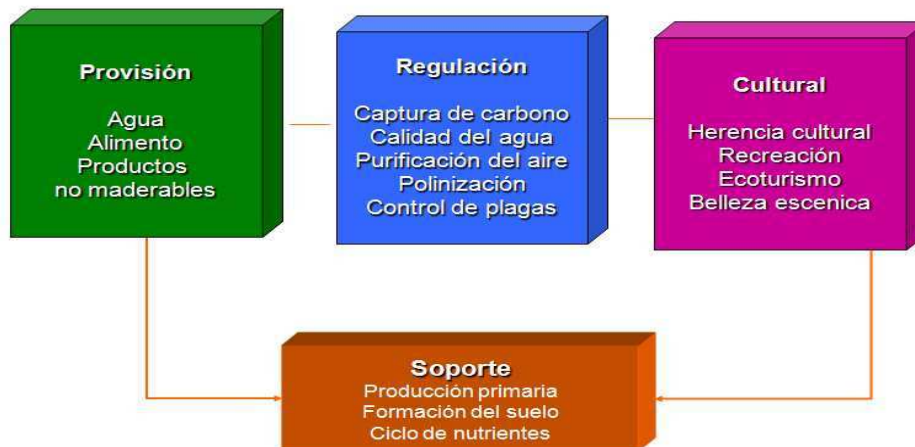 Provisión
Agua
Alimento
Productos
no maderables
Regulación
Captura de carbono
Calidad del agua
Purificación del aire
Polinización
Control de plagas
Cultural
Herencia cultural
Recreación
Ecoturismo
Belleza escenica
Soporte
Producción primaria
Formación del suelo
Ciclo de nutrientes